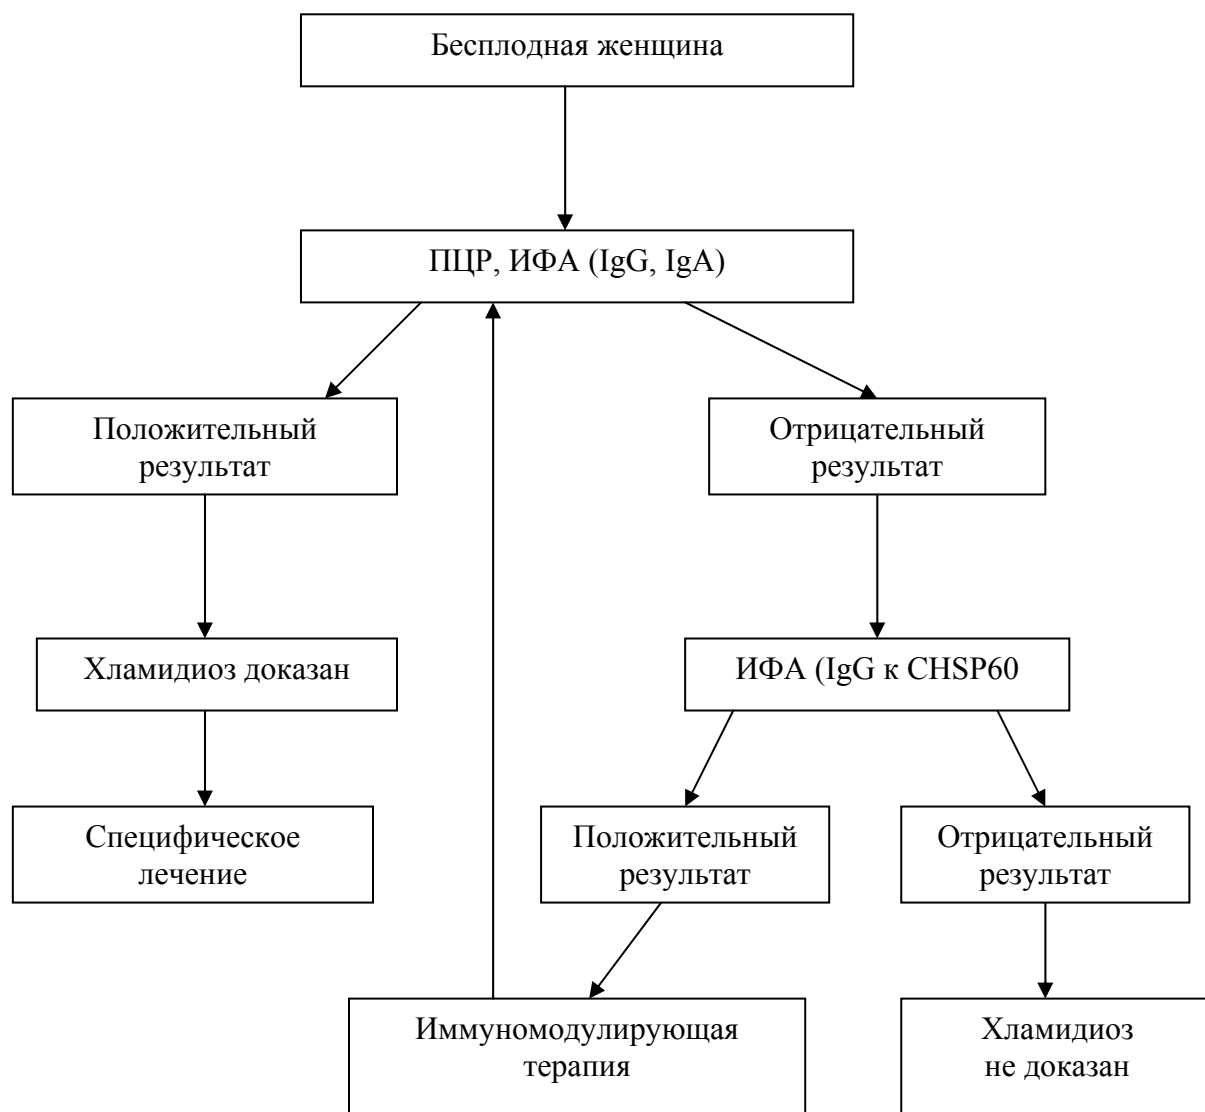 Бесплодная женщина
ПЦР, ИФА (IgG, IgA)
Положительный
результат
Отрицательный
результат
Хламидиоз доказан
ИФА (IgG к CHSP60
Специфическое
лечение
Положительный
результат
Отрицательный
результат
Иммуномодулирующая
терапия
Хламидиоз
не доказан